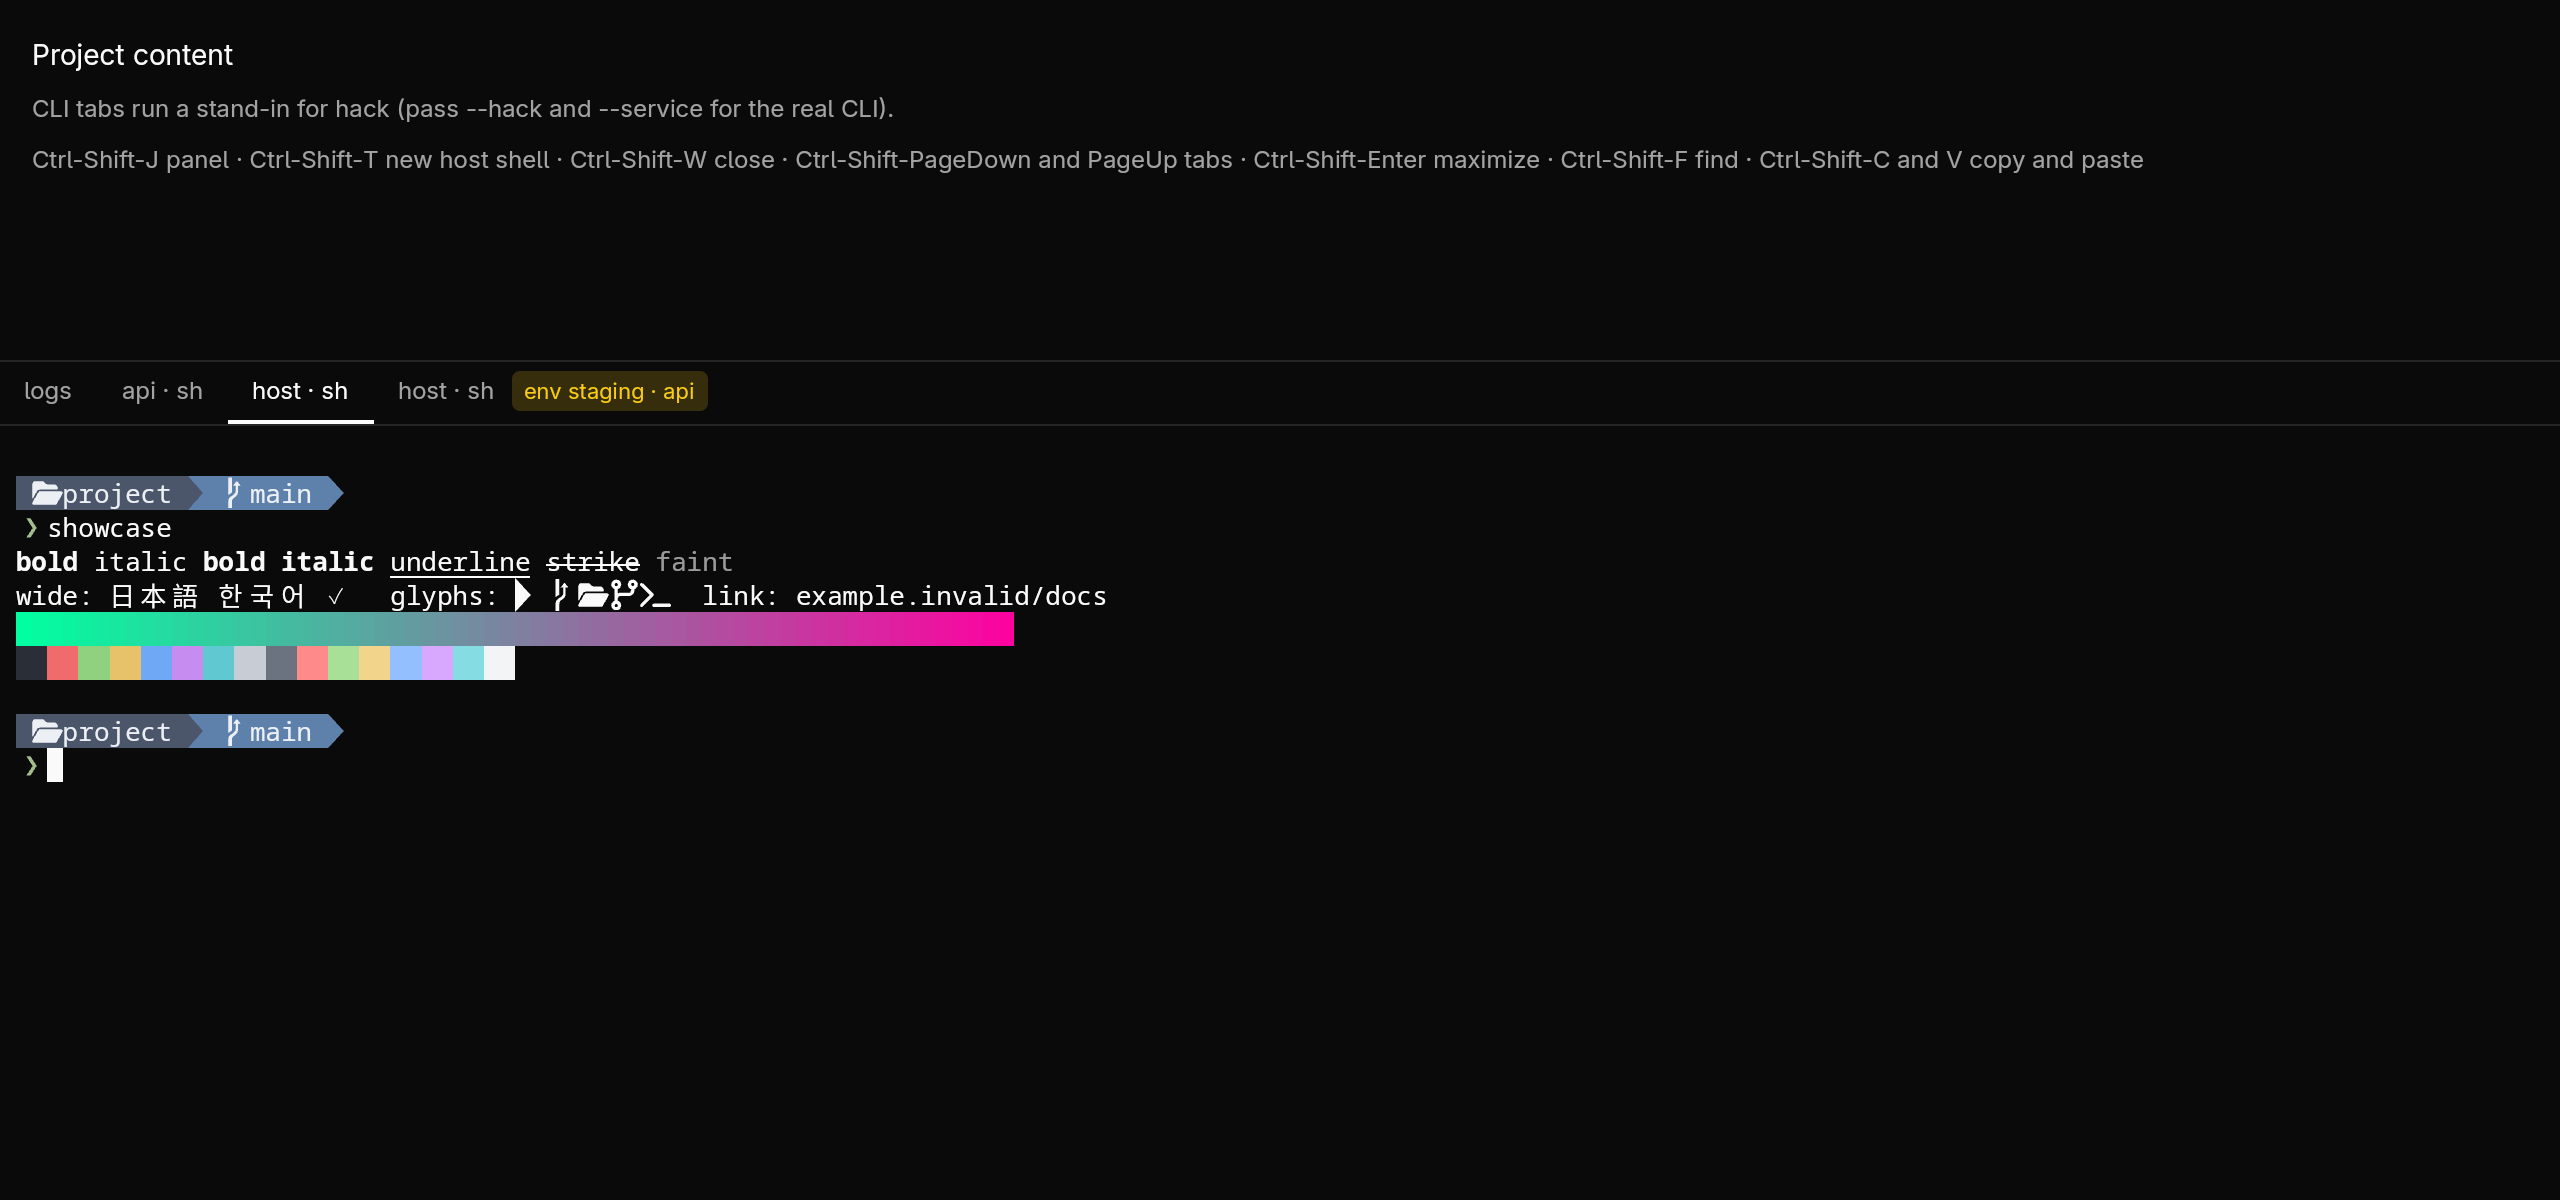 Project content
CLI tabs run a stand-in for hack (pass --hack and --service for the real CLI).
Ctrl-Shift-J panel · Ctrl-Shift-T new host shell · Ctrl-Shift-W close · Ctrl-Shift-PageDown and PageUp tabs · Ctrl-Shift-Enter maximize · Ctrl-Shift-F find · Ctrl-Shift-C and V copy and paste
logs api · sh host · sh host · sh env staging · api
project main
❯ showcase
bold italic bold italic underline strike faint
wide: 日本語 한국어 ✓ glyphs: link: example.invalid/docs
project main
❯